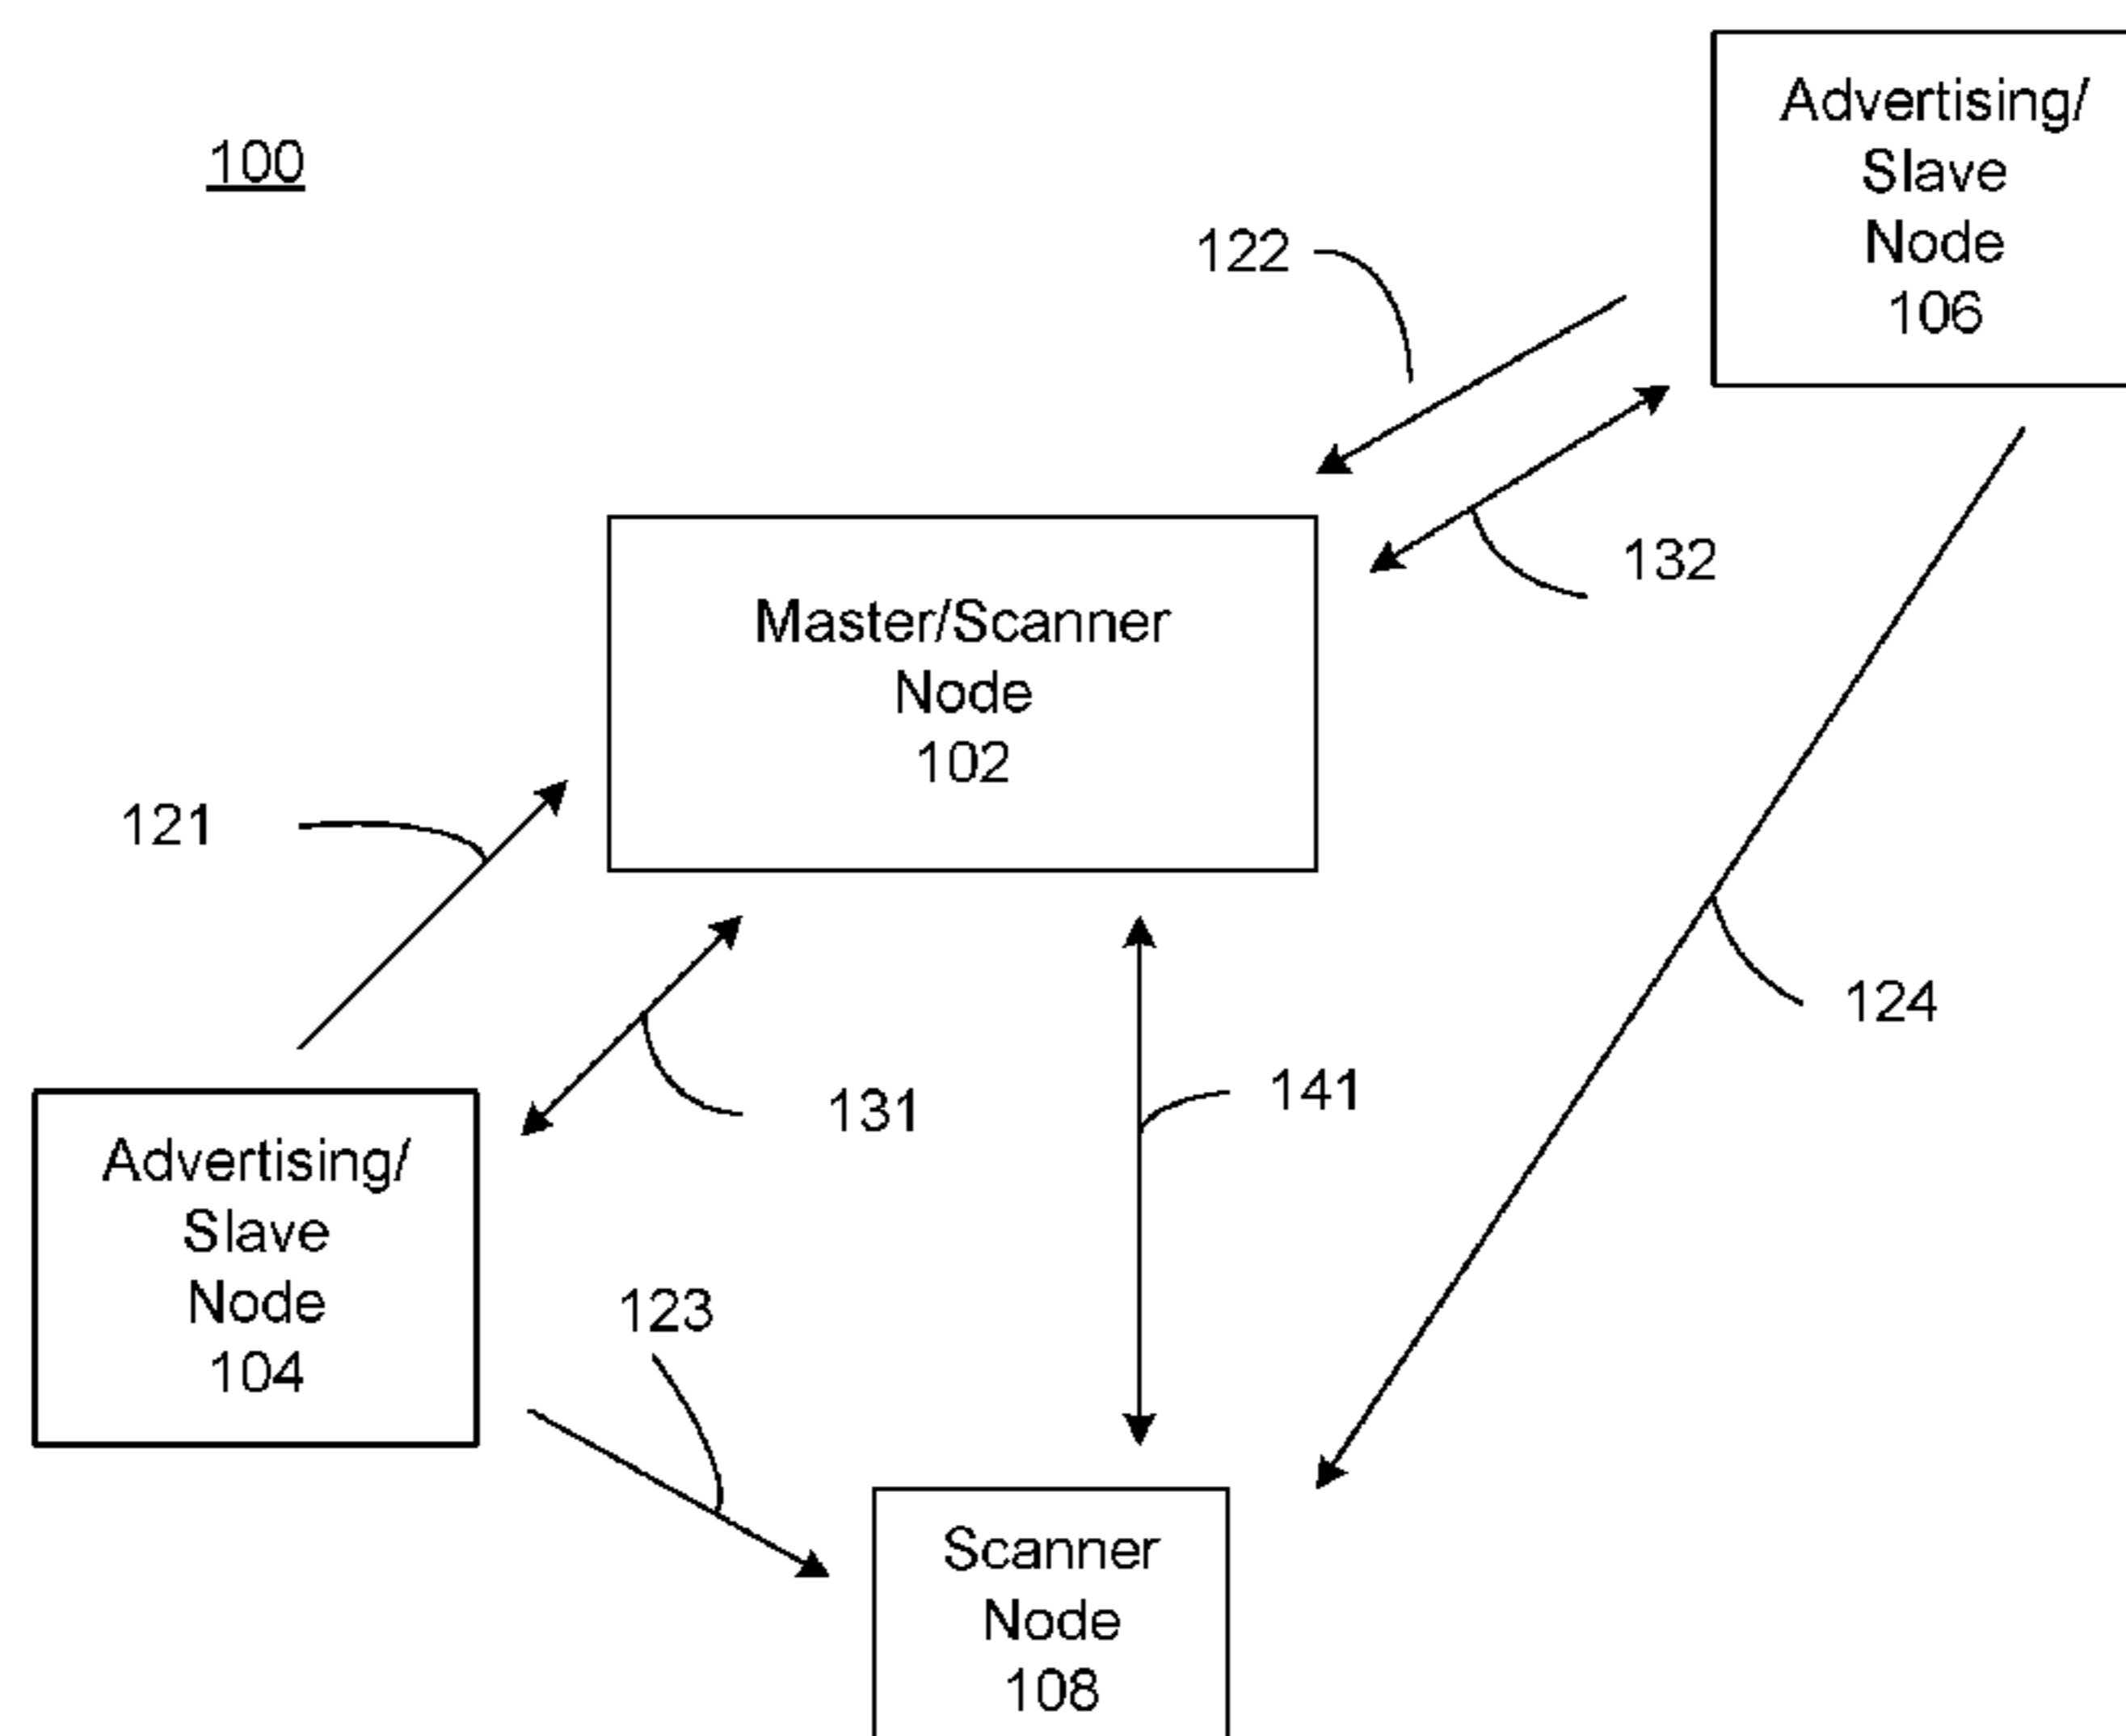 100
Advertising/
Slave
Node
106
122
132
Master/Scanner
Node
102
121
124
131
141
Advertising/
Slave
Node
104
123
Scanner
Node
108